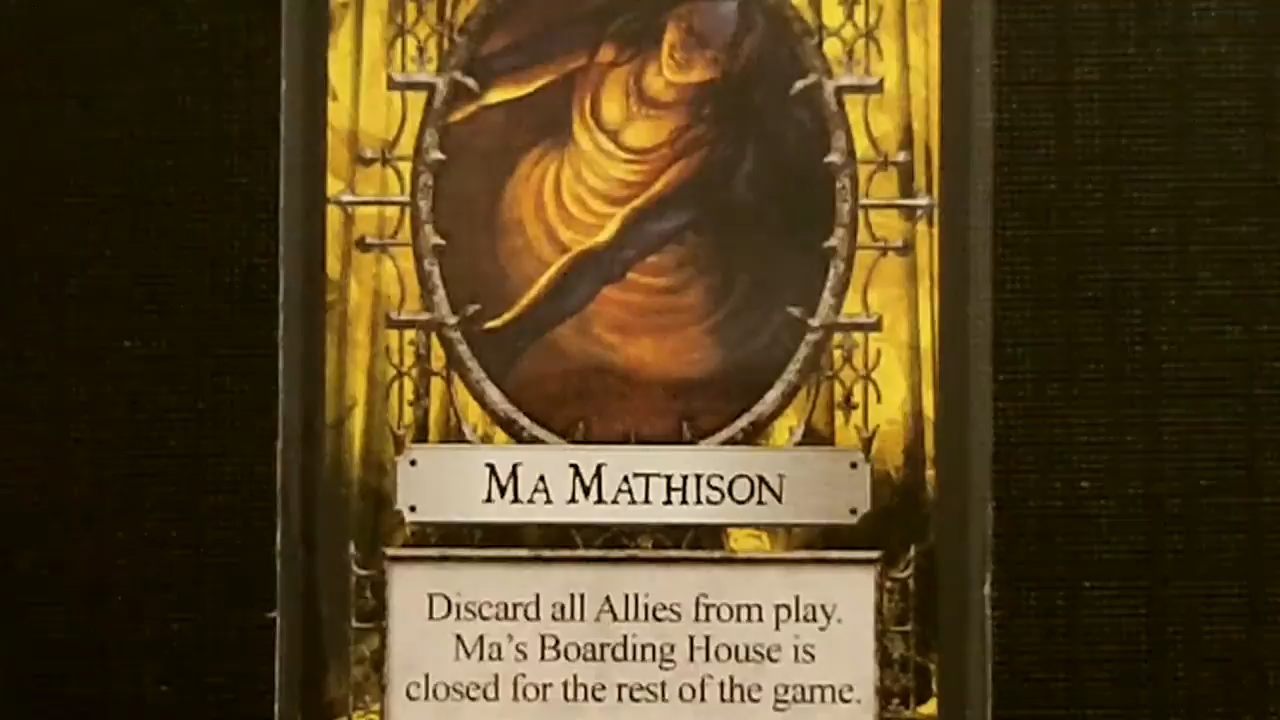 MA MATHISON
Discard all Allies from play.
Ma's Boarding House is
closed for the rest of the game.